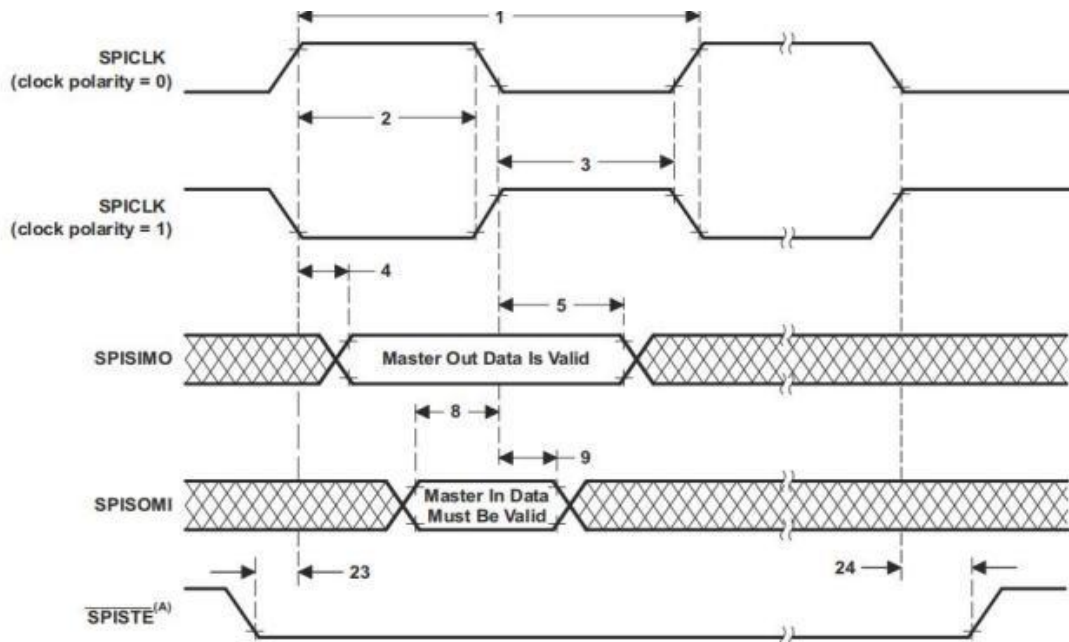 1
SPICLK
(clock polarity = 0)
2
3
SPICLK
(clock polarity = 1)
4
5
SPISIMO
Master Out Data Is Valid
8
9
SPISOMI
Master In Data
Must Be Valid
23
24
SPISTE(A)